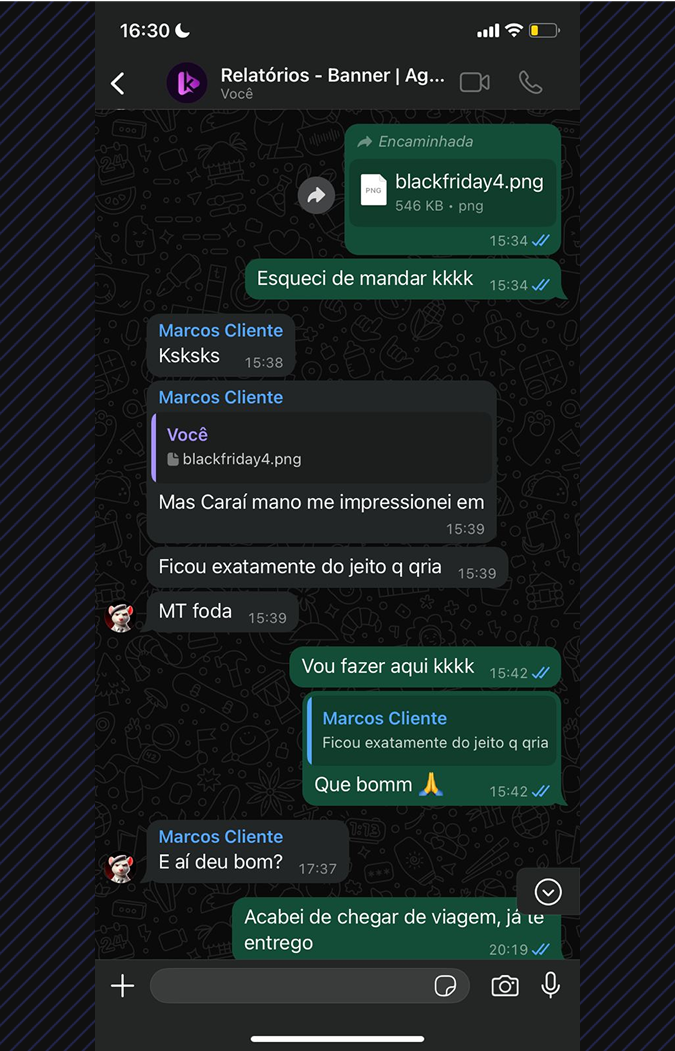 16:30
Relatórios - Banner | Ag...
Você
Encaminhada
PNG
blackfriday4.png
546 KB • png
15:34
Esqueci de mandar kkkk 15:34
Marcos Cliente
Ksksks 15:38
Marcos Cliente
Você
blackfriday4.png
Mas Caraí mano me impressionei em
15:39
Ficou exatamente do jeito q qria 15:39
MT foda 15:39
Vou fazer aqui kkkk 15:42
Marcos Cliente
Ficou exatamente do jeito q qria
Que bomm 🙏 15:42
Marcos Cliente
E aí deu bom? 17:37
Acabei de chegar de viagem, já te
entrego 20:19